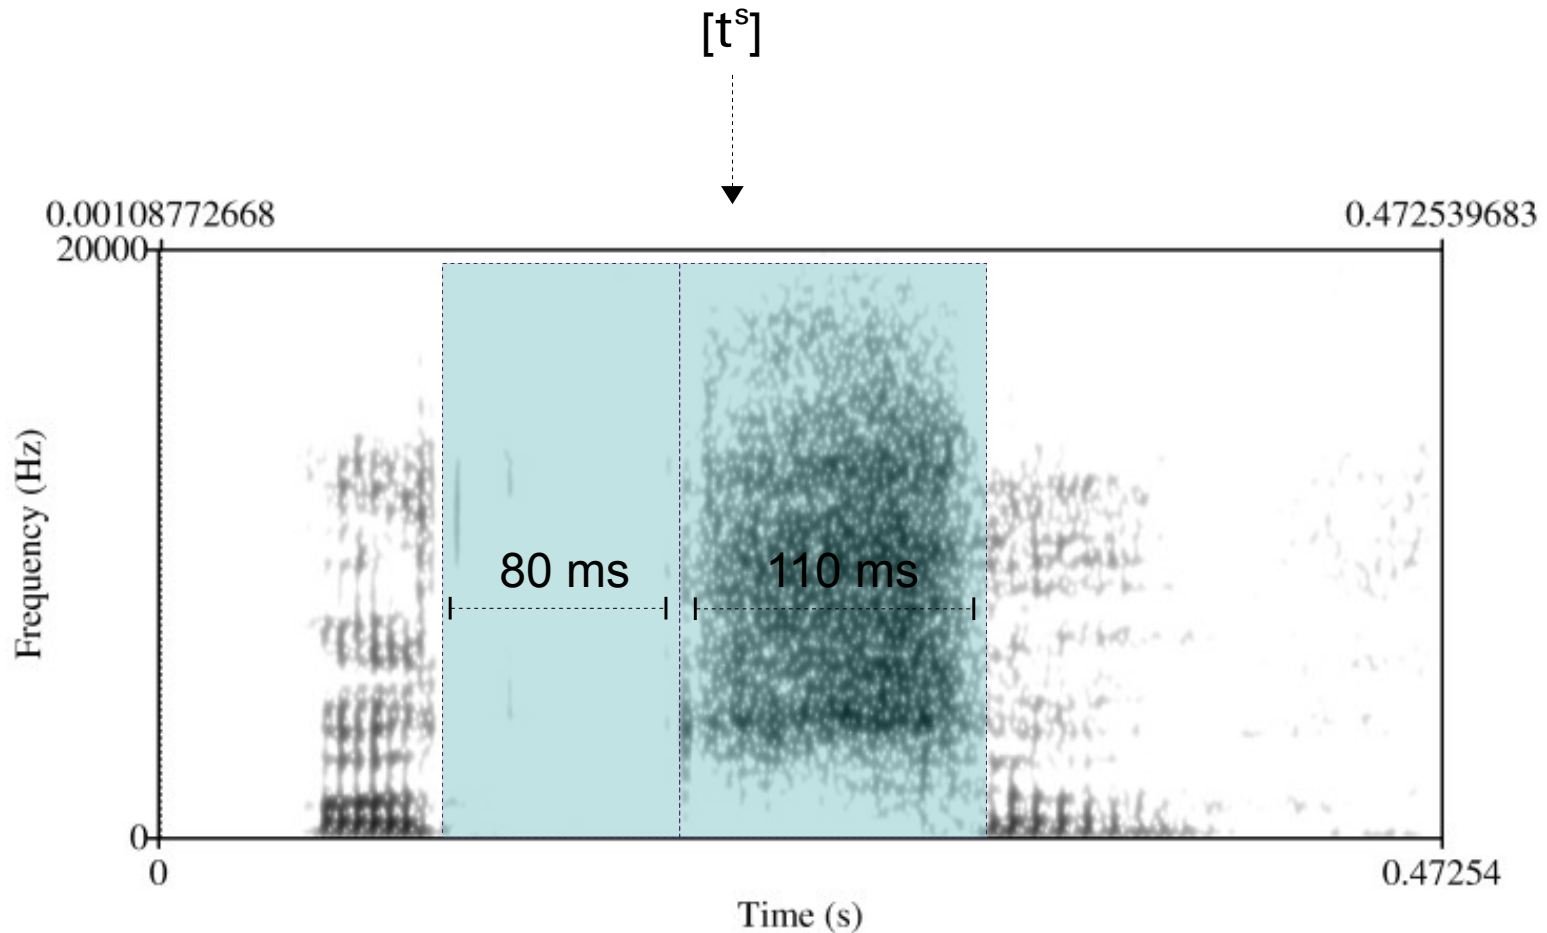 [tˢ]
0.00108772668 0.472539683
20000
Frequency (Hz)
80 ms 110 ms
0
0 0.47254
Time (s)